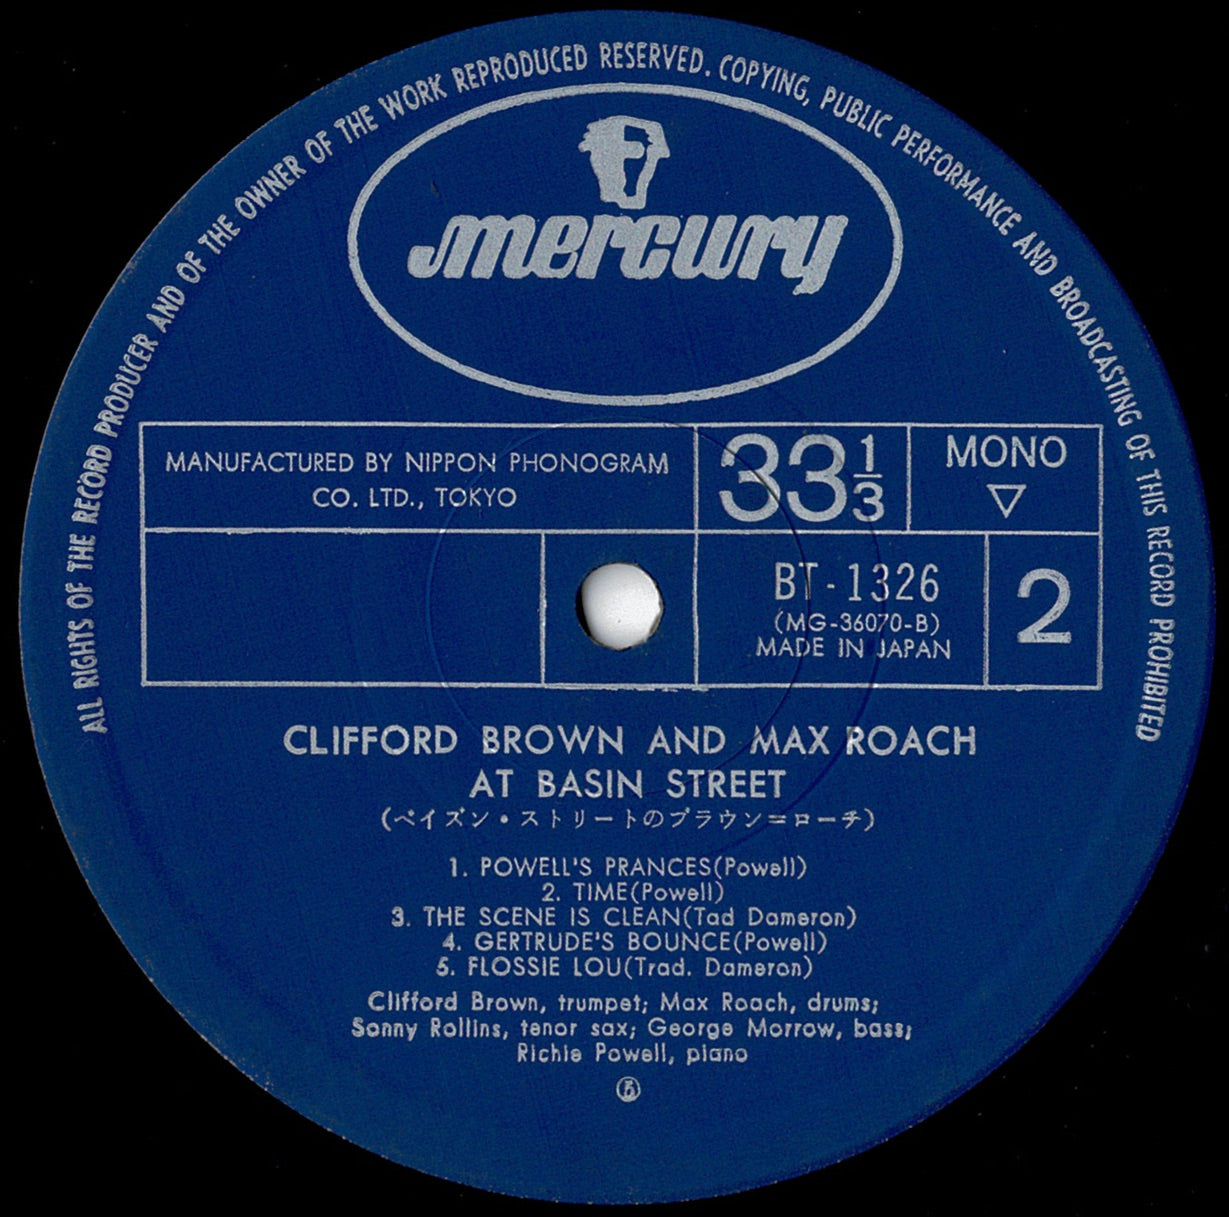 ALL RIGHTS OF THE RECORD PRODUCER AND OF THE OWNER OF THE WORK REPRODUCED RESERVED. COPYING, PUBLIC PERFORMANCE AND BROADCASTING OF THIS RECORD PROHIBITED
mercury
MANUFACTURED BY NIPPON PHONOGRAM
CO. LTD., TOKYO
33 1/3
MONO
▽
BT-1326
(MG-36070-B)
MADE IN JAPAN
2
CLIFFORD BROWN AND MAX ROACH
AT BASIN STREET
(ベイズン・ストリートのブラウン=ローチ)
1. POWELL'S PRANCES(Powell)
2. TIME(Powell)
3. THE SCENE IS CLEAN(Tad Dameron)
4. GERTRUDE'S BOUNCE(Powell)
5. FLOSSIE LOU(Trad. Dameron)
Clifford Brown, trumpet; Max Roach, drums;
Sonny Rollins, tenor sax; George Morrow, bass;
Richie Powell, piano